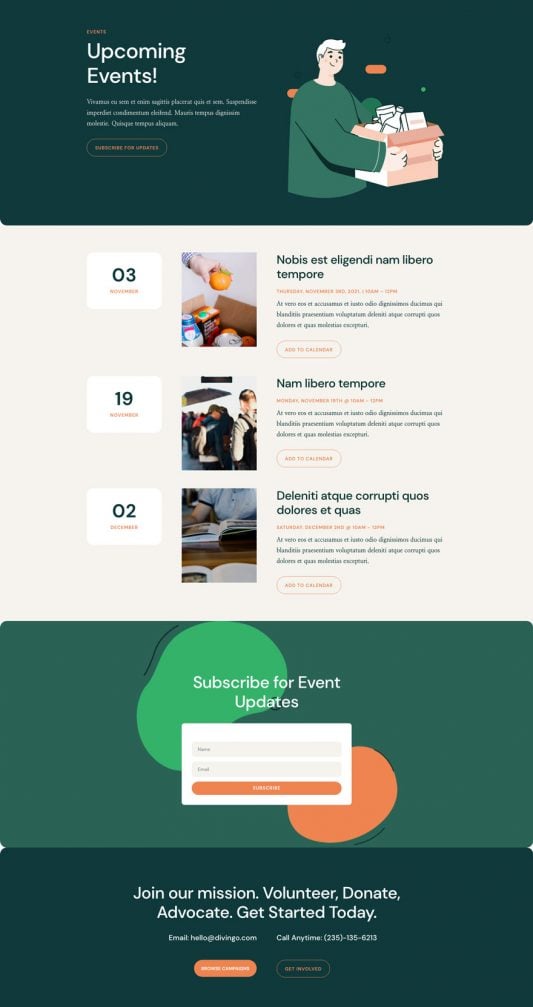 EVENTS
Upcoming
Events!
Vivamus eu sem et enim sagittis placerat quis et sem. Suspendisse
imperdiet condimentum eleifend. Mauris tempus dignissim
molestie. Quisque tempus aliquam.
SUBSCRIBE FOR UPDATES
03
NOVEMBER
Nobis est eligendi nam libero
tempore
THURSDAY, NOVEMBER 3RD, 2021, | 10AM – 12PM
At vero eos et accusamus et iusto odio dignissimos ducimus qui
blanditiis praesentium voluptatum deleniti atque corrupti quos
dolores et quas molestias excepturi.
ADD TO CALENDAR
19
NOVEMBER
Nam libero tempore
MONDAY, NOVEMBER 19TH @ 10AM – 12PM
At vero eos et accusamus et iusto odio dignissimos ducimus qui
blanditiis praesentium voluptatum deleniti atque corrupti quos
dolores et quas molestias excepturi.
ADD TO CALENDAR
02
DECEMBER
Deleniti atque corrupti quos
dolores et quas
SATURDAY, DECEMBER 2ND @ 10AM – 12PM
At vero eos et accusamus et iusto odio dignissimos ducimus qui
blanditiis praesentium voluptatum deleniti atque corrupti quos
dolores et quas molestias excepturi.
ADD TO CALENDAR
Subscribe for Event
Updates
Name
Email
SUBSCRIBE
Join our mission. Volunteer, Donate,
Advocate. Get Started Today.
Email: hello@divingo.com
Call Anytime: (235)-135-6213
BROWSE CAMPAIGNS
GET INVOLVED